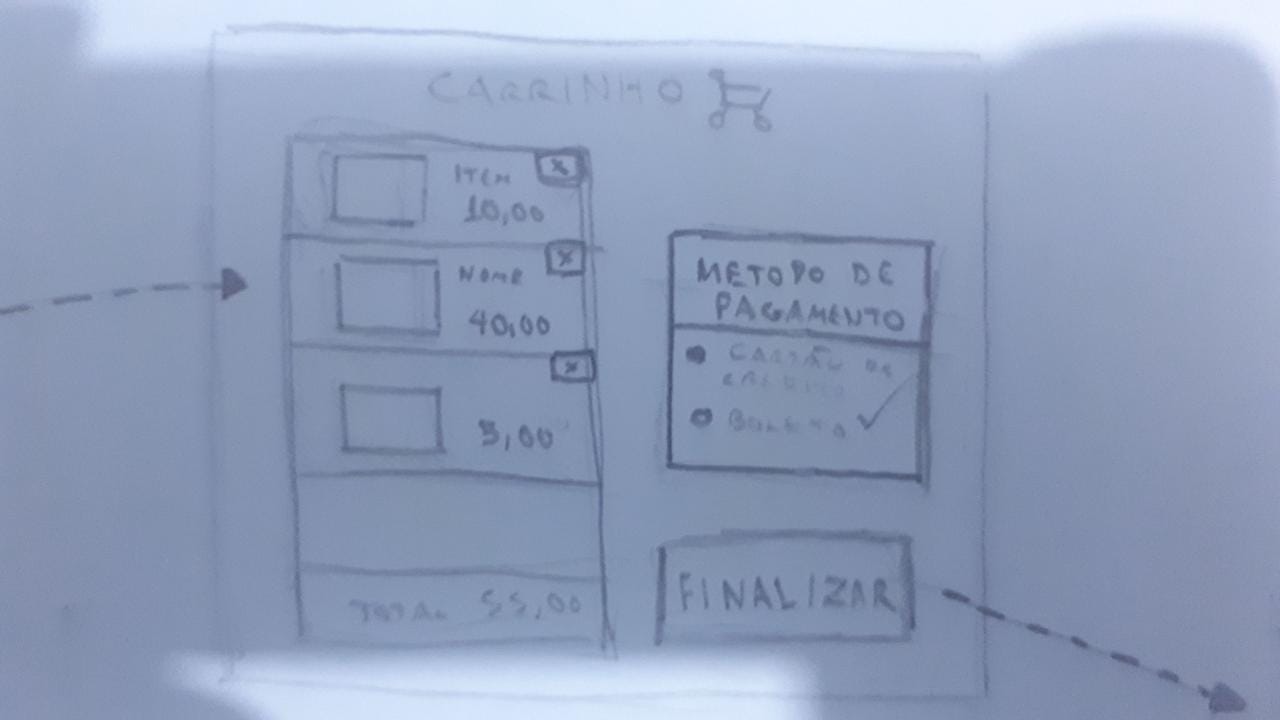 CARRINHO
X
ITEM
10,00
X
NOME
40,00
X
5,00
TOTAL 55,00
METODO DE
PAGAMENTO
CARTÃO DE
CREDITO
BOLETO
FINALIZAR